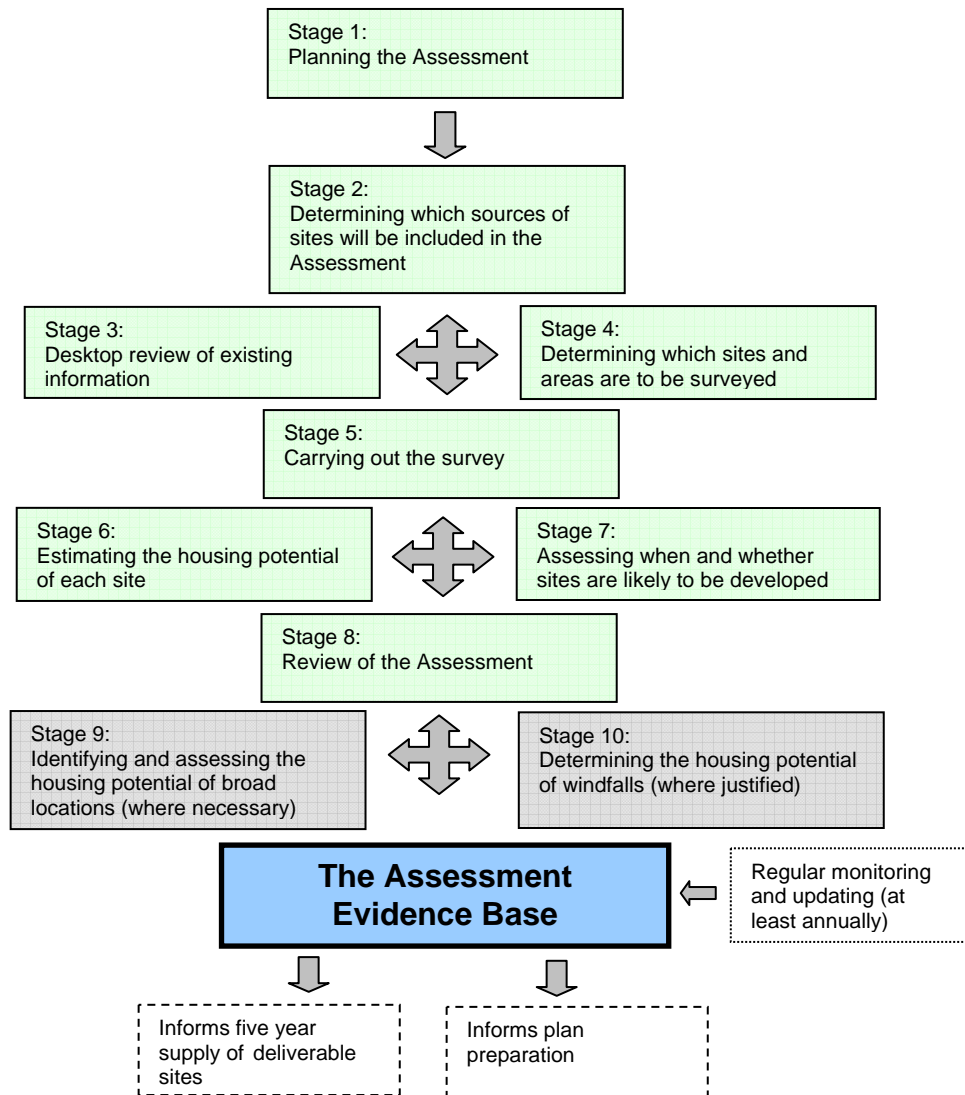 Stage 1:
Planning the Assessment
Stage 2:
Determining which sources of
sites will be included in the
Assessment
Stage 3:
Desktop review of existing
information
Stage 4:
Determining which sites and
areas are to be surveyed
Stage 5:
Carrying out the survey
Stage 6:
Estimating the housing potential
of each site
Stage 7:
Assessing when and whether
sites are likely to be developed
Stage 8:
Review of the Assessment
Stage 9:
Identifying and assessing the
housing potential of broad
locations (where necessary)
Stage 10:
Determining the housing potential
of windfalls (where justified)
The Assessment
Evidence Base
Regular monitoring
and updating (at
least annually)
Informs five year
supply of deliverable
sites
Informs plan
preparation